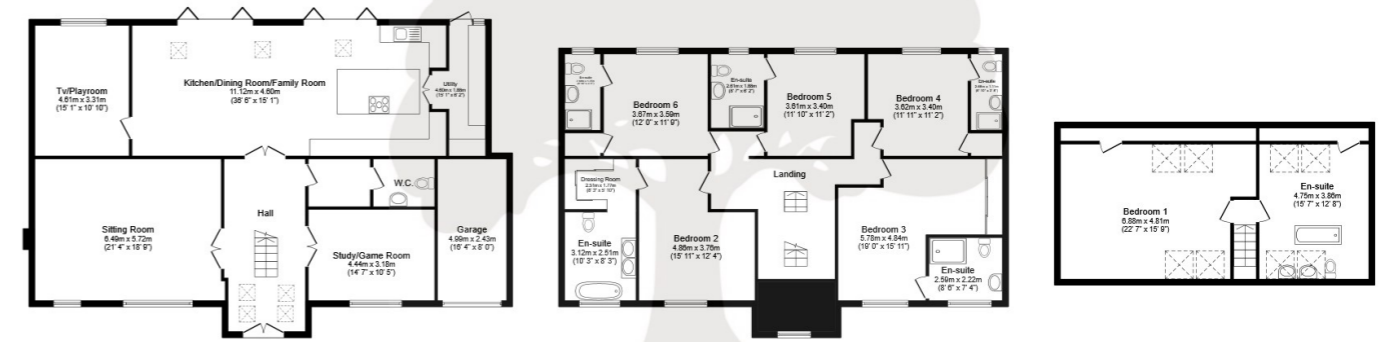 Tv/Playroom
4.61m x 3.31m
(15' 1" x 10' 10")
Kitchen/Dining Room/Family Room
11.12m x 4.60m
(36' 6" x 15' 1")
Utility
Sitting Room
6.49m x 5.72m
(21' 4" x 18' 9")
Hall
W.C.
Study/Game Room
4.44m x 3.18m
(14' 7" x 10' 5")
Garage
4.99m x 2.43m
(16' 4" x 8' 0")
En-suite
Bedroom 6
3.67m x 3.59m
(12' 0" x 11' 9")
En-suite
Bedroom 5
3.61m x 3.40m
(11' 10" x 11' 2")
Bedroom 4
3.62m x 3.40m
(11' 11" x 11' 2")
En-suite
Dressing Room
Landing
En-suite
3.12m x 2.51m
(10' 3" x 8' 3")
Bedroom 2
4.86m x 3.76m
(15' 11" x 12' 4")
Bedroom 3
5.78m x 4.84m
(19' 0" x 15' 11")
En-suite
2.59m x 2.22m
(8' 6" x 7' 4")
Bedroom 1
6.88m x 4.81m
(22' 7" x 15' 9")
En-suite
4.75m x 3.86m
(15' 7" x 12' 8")